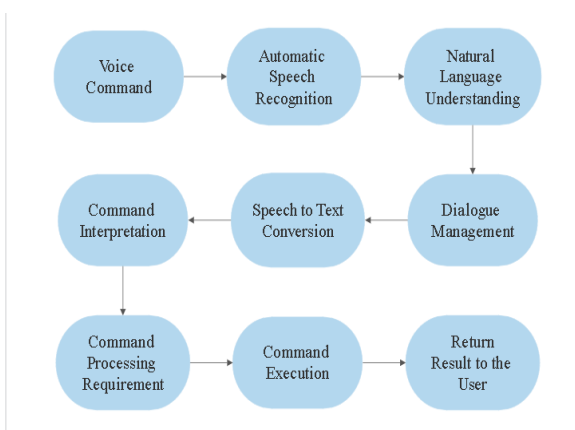 Voice
Command
Automatic
Speech
Recognition
Natural
Language
Understanding
Dialogue
Management
Speech to Text
Conversion
Command
Interpretation
Command
Processing
Requirement
Command
Execution
Return
Result to the
User